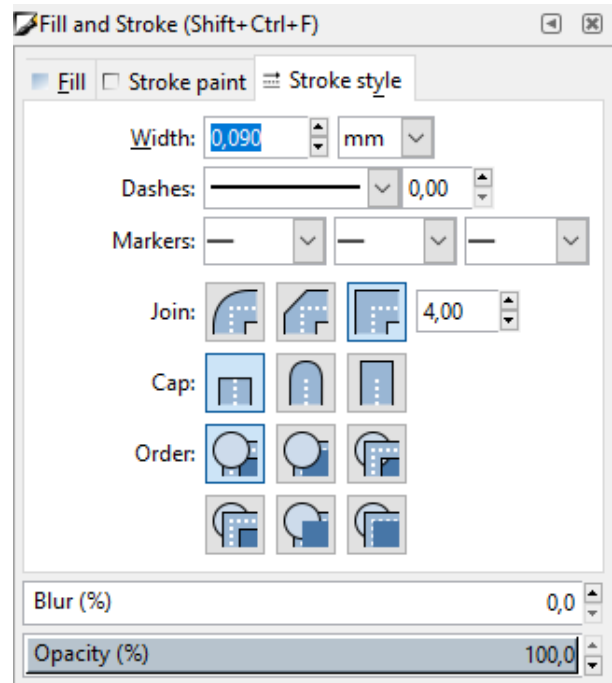 Fill and Stroke (Shift+Ctrl+F)
Fill Stroke paint Stroke style
Width: 0,090 mm
Dashes: 0,00
Markers:
Join: 4,00
Cap:
Order:
Blur (%) 0,0
Opacity (%) 100,0